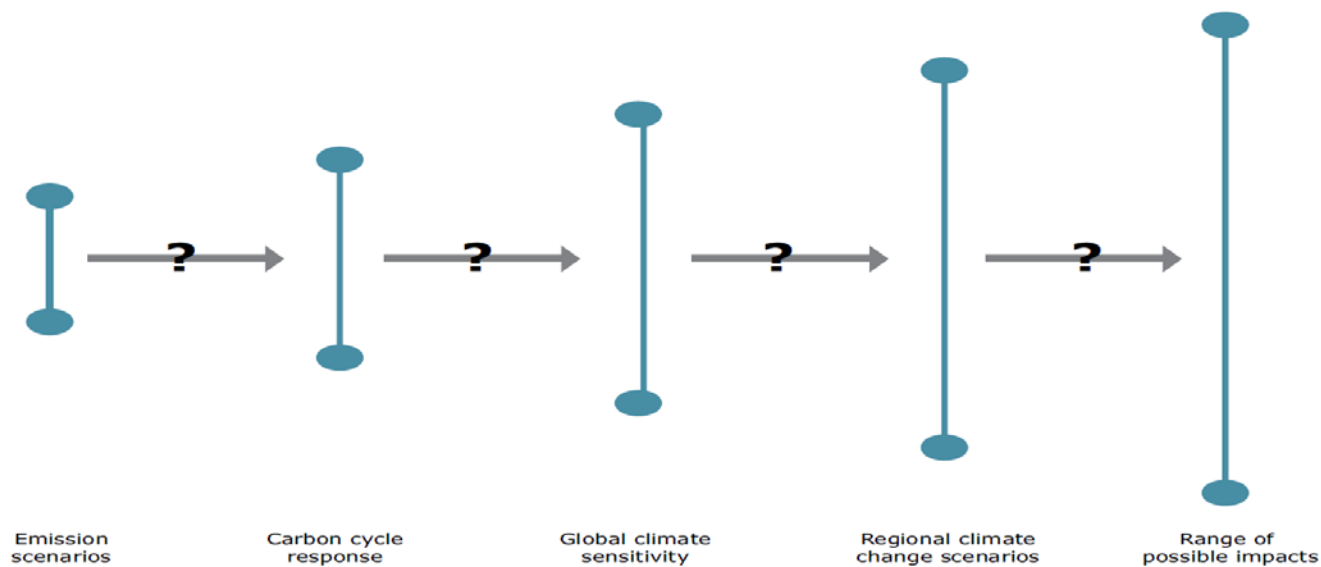 ?
?
?
?
Emission
scenarios
Carbon cycle
response
Global climate
sensitivity
Regional climate
change scenarios
Range of
possible impacts